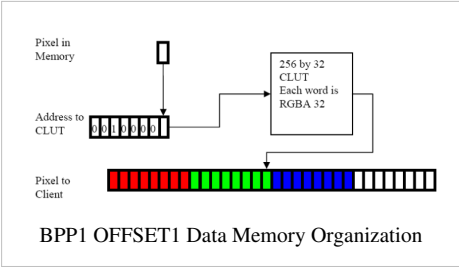 Pixel in
Memory
256 by 32
CLUT
Each word is
RGBA 32
Address to
CLUT
0 0 1 0 0 0 0
Pixel to
Client
BPP1 OFFSET1 Data Memory Organization